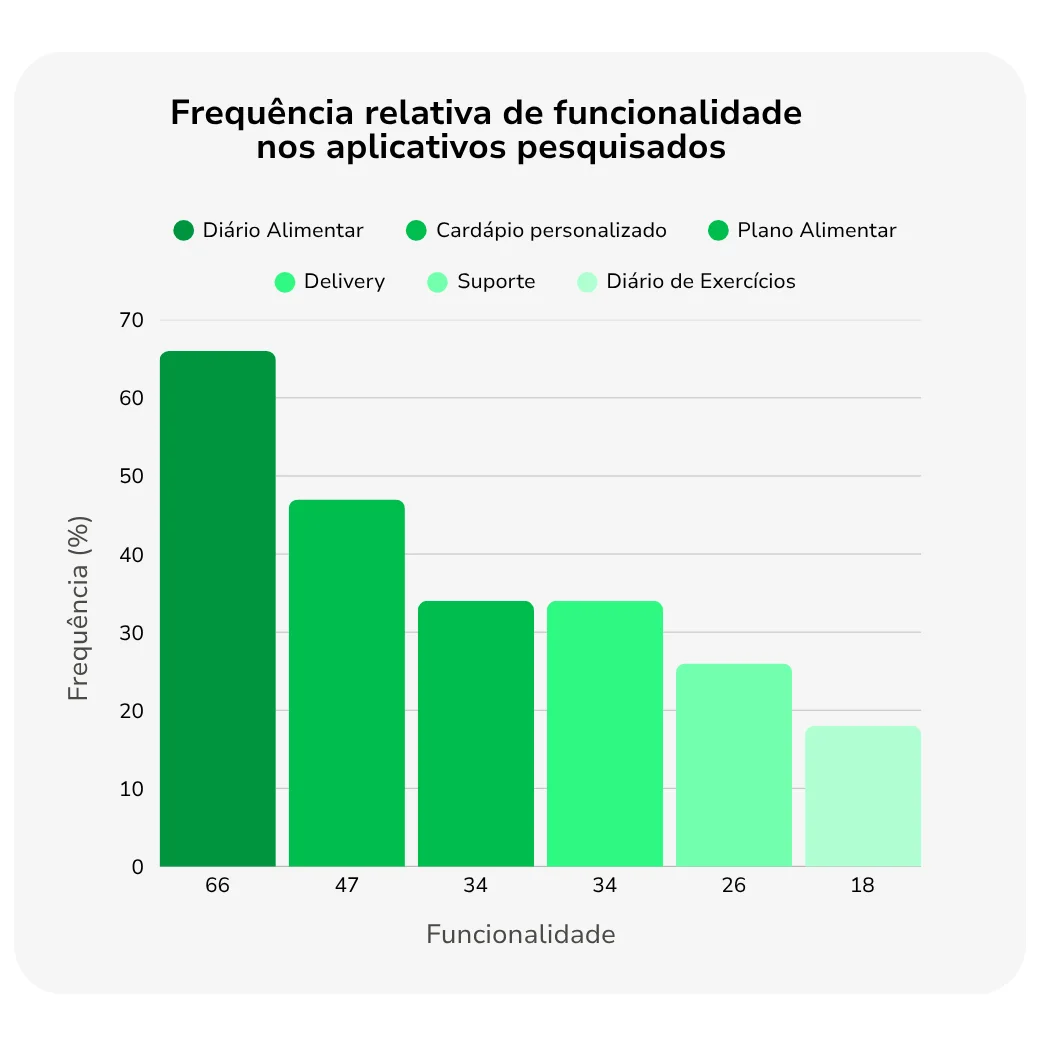 Frequência relativa de funcionalidade
nos aplicativos pesquisados
Diário Alimentar Cardápio personalizado Plano Alimentar
Delivery Suporte Diário de Exercícios
70
60
50
40
30
20
10
0
Frequência (%)
66 47 34 34 26 18
Funcionalidade